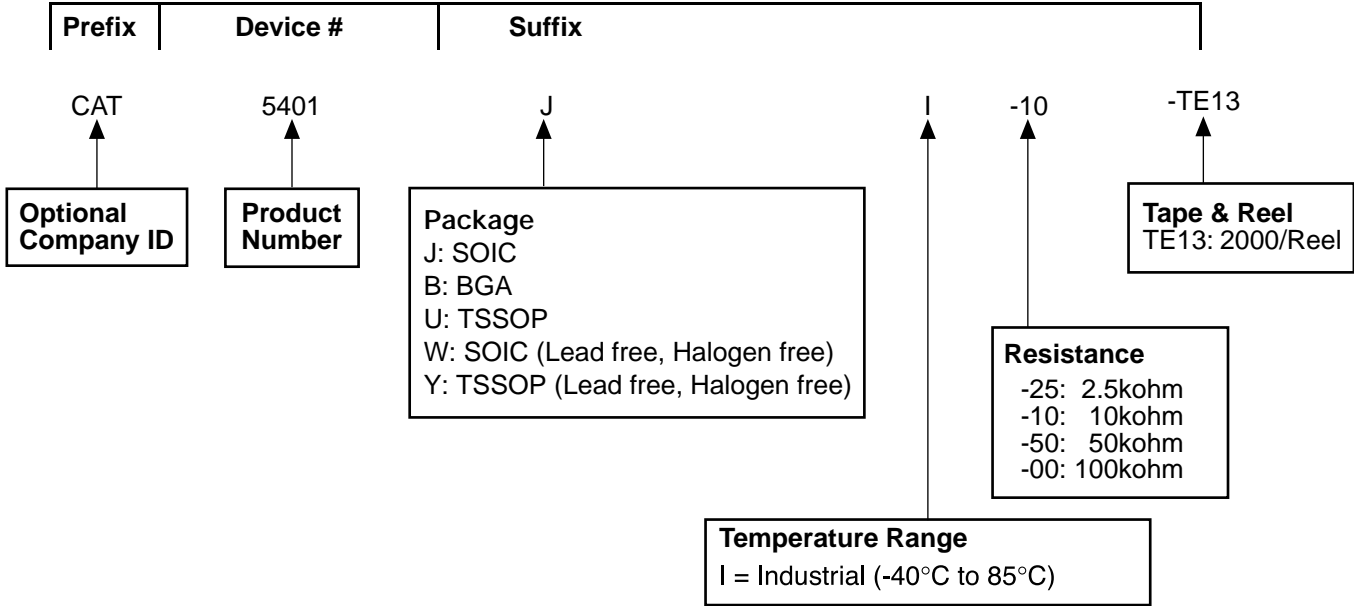 Prefix Device # Suffix
CAT 5401 J I -10 -TE13
Optional
Company ID
Product
Number
Package
J: SOIC
B: BGA
U: TSSOP
W: SOIC (Lead free, Halogen free)
Y: TSSOP (Lead free, Halogen free)
Tape & Reel
TE13: 2000/Reel
Resistance
-25: 2.5kohm
-10: 10kohm
-50: 50kohm
-00: 100kohm
Temperature Range
I = Industrial (-40°C to 85°C)